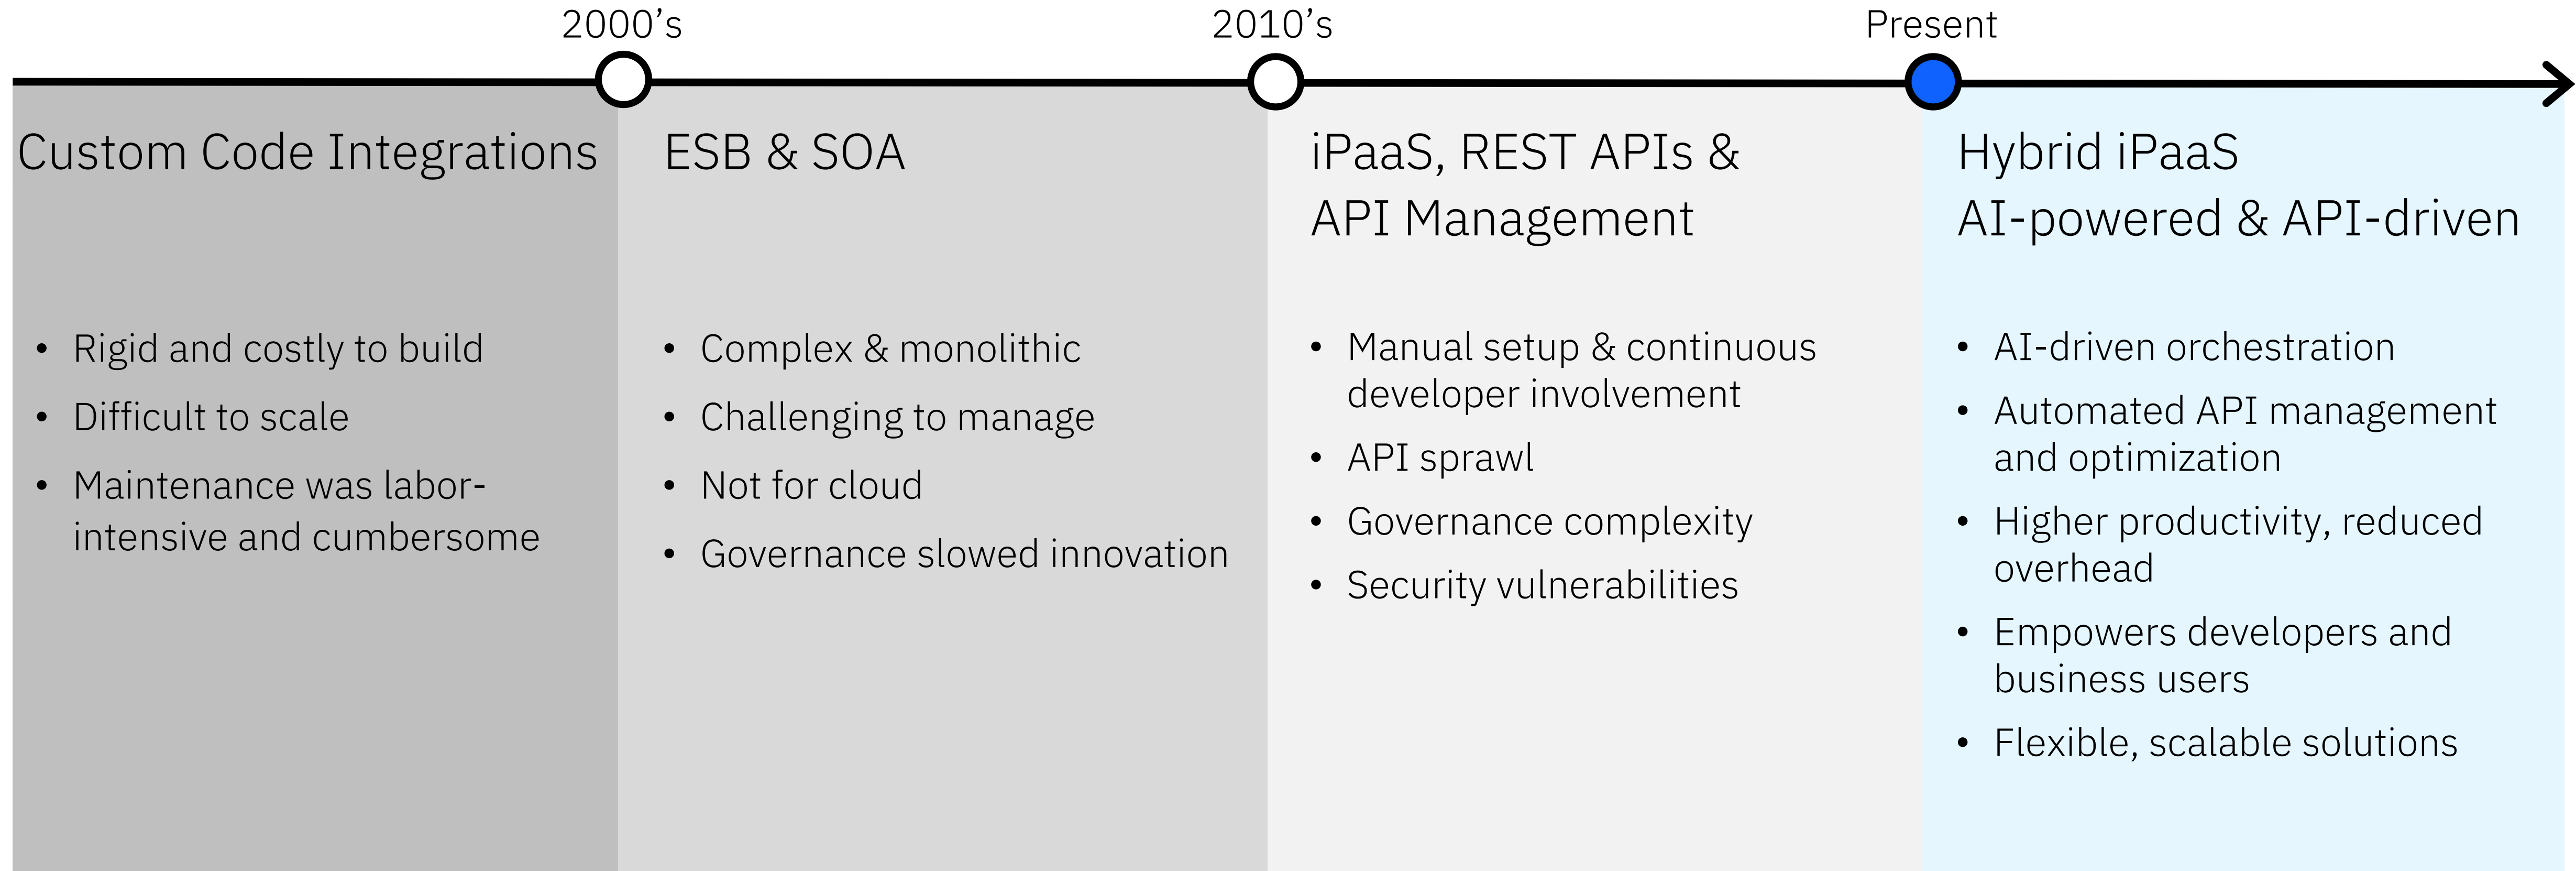 2000’s
2010’s
Present
Custom Code Integrations
• Rigid and costly to build
• Difficult to scale
• Maintenance was labor-
intensive and cumbersome
ESB & SOA
• Complex & monolithic
• Challenging to manage
• Not for cloud
• Governance slowed innovation
iPaaS, REST APIs &
API Management
• Manual setup & continuous
developer involvement
• API sprawl
• Governance complexity
• Security vulnerabilities
Hybrid iPaaS
AI-powered & API-driven
• AI-driven orchestration
• Automated API management
and optimization
• Higher productivity, reduced
overhead
• Empowers developers and
business users
• Flexible, scalable solutions